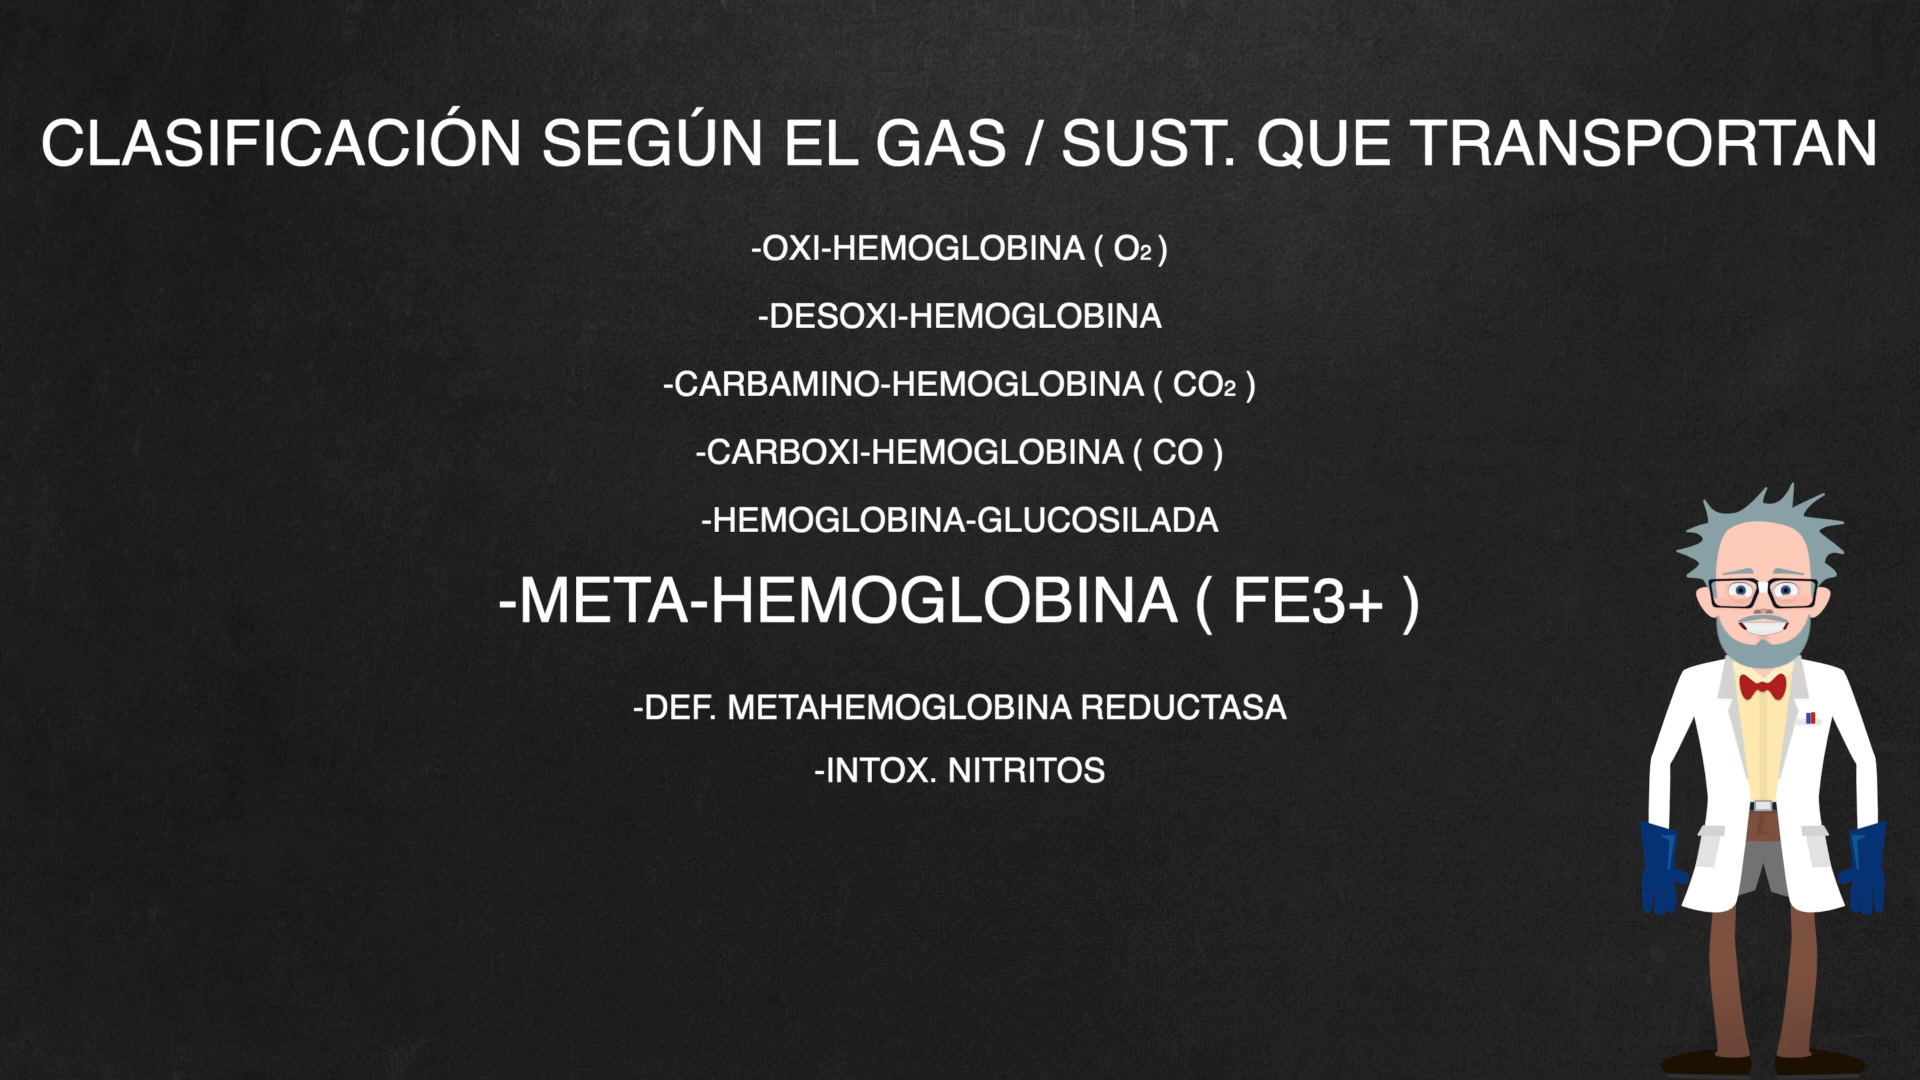 CLASIFICACIÓN SEGÚN EL GAS / SUST. QUE TRANSPORTAN
-OXI-HEMOGLOBINA ( O₂ )
-DESOXI-HEMOGLOBINA
-CARBAMINO-HEMOGLOBINA ( CO₂ )
-CARBOXI-HEMOGLOBINA ( CO )
-HEMOGLOBINA-GLUCOSILADA
-META-HEMOGLOBINA ( FE3+ )
-DEF. METAHEMOGLOBINA REDUCTASA
-INTOX. NITRITOS